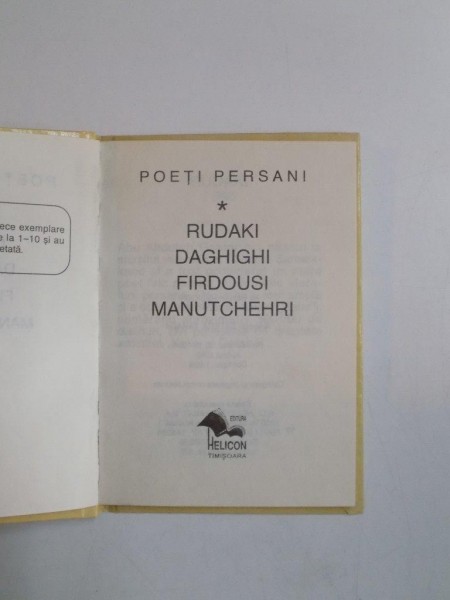 ece exemplare
e la 1–10 și au
etată.
POEȚI PERSANI
*
RUDAKI
DAGHIGHI
FIRDOUSI
MANUTCHEHRI
EDITURA
HELICON
TIMIȘOARA